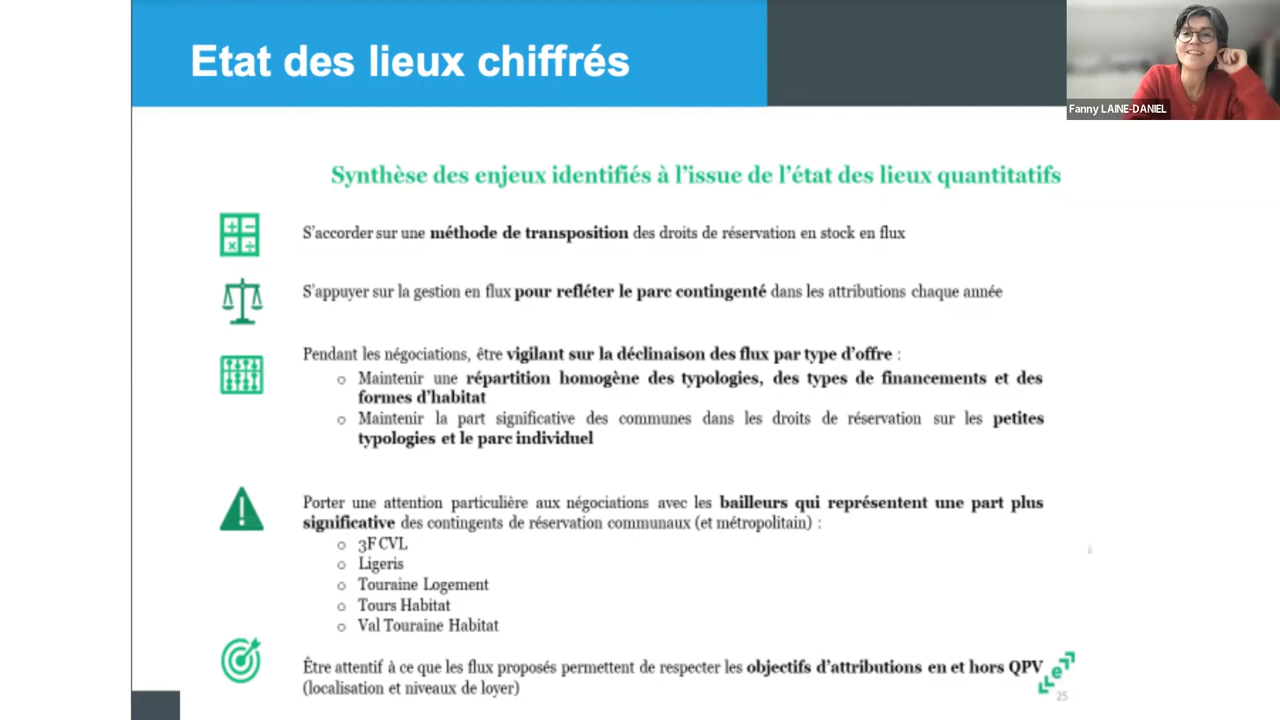 Etat des lieux chiffrés
Fanny LAINE-DANIEL
Synthèse des enjeux identifiés à l'issue de l'état des lieux quantitatifs
S'accorder sur une méthode de transposition des droits de réservation en stock en flux
S'appuyer sur la gestion en flux pour refléter le parc contingenté dans les attributions chaque année
Pendant les négociations, être vigilant sur la déclinaison des flux par type d'offre :
o Maintenir une répartition homogène des typologies, des types de financements et des
formes d'habitat
o Maintenir la part significative des communes dans les droits de réservation sur les petites
typologies et le parc individuel
Porter une attention particulière aux négociations avec les bailleurs qui représentent une part plus
significative des contingents de réservation communaux (et métropolitain) :
o 3F CVL
o Ligeris
o Touraine Logement
o Tours Habitat
o Val Touraine Habitat
Être attentif à ce que les flux proposés permettent de respecter les objectifs d'attributions en et hors QPV
(localisation et niveaux de loyer)
e
25